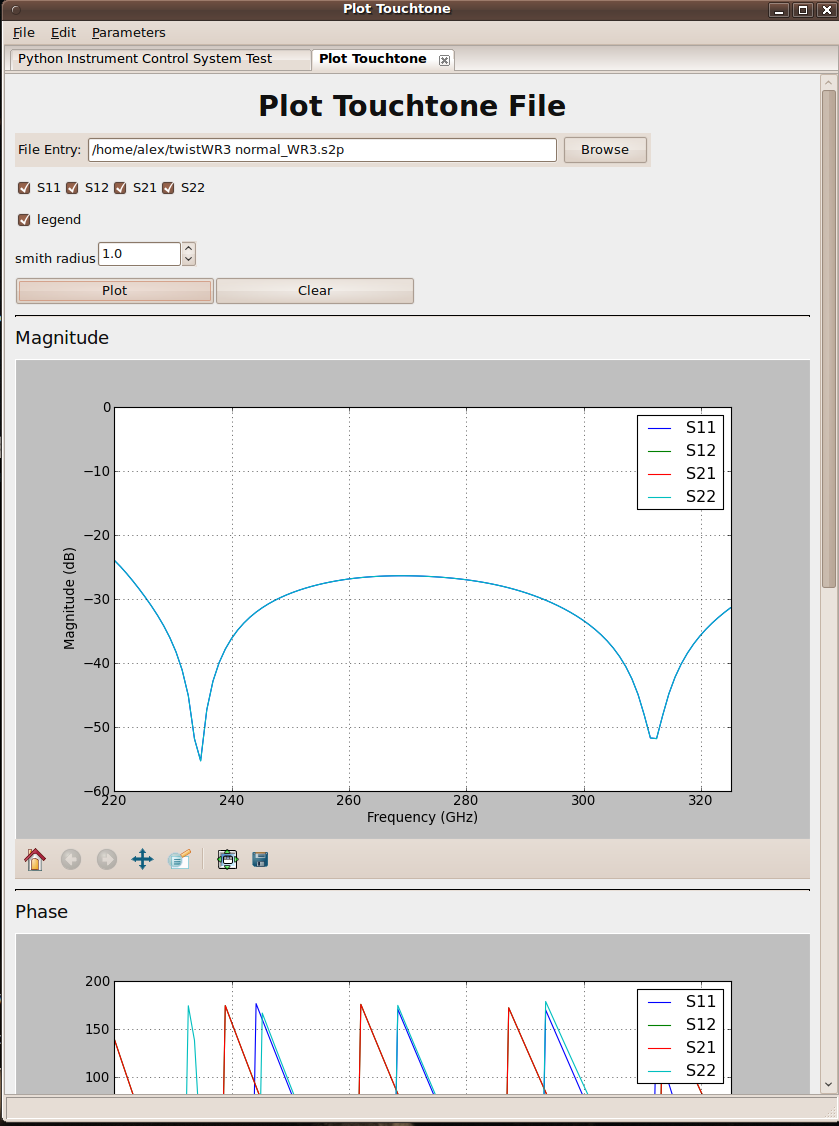 Plot Touchtone
File Edit Parameters
Python Instrument Control System Test Plot Touchtone
Plot Touchtone File
File Entry: /home/alex/twistWR3 normal_WR3.s2p Browse
S11 S12 S21 S22
legend
smith radius 1.0
Plot Clear
Magnitude
0
−10
−20
−30
−40
−50
−60
Magnitude (dB)
S11
S12
S21
S22
220 240 260 280 300 320
Frequency (GHz)
Phase
200
150
100
S11
S12
S21
S22